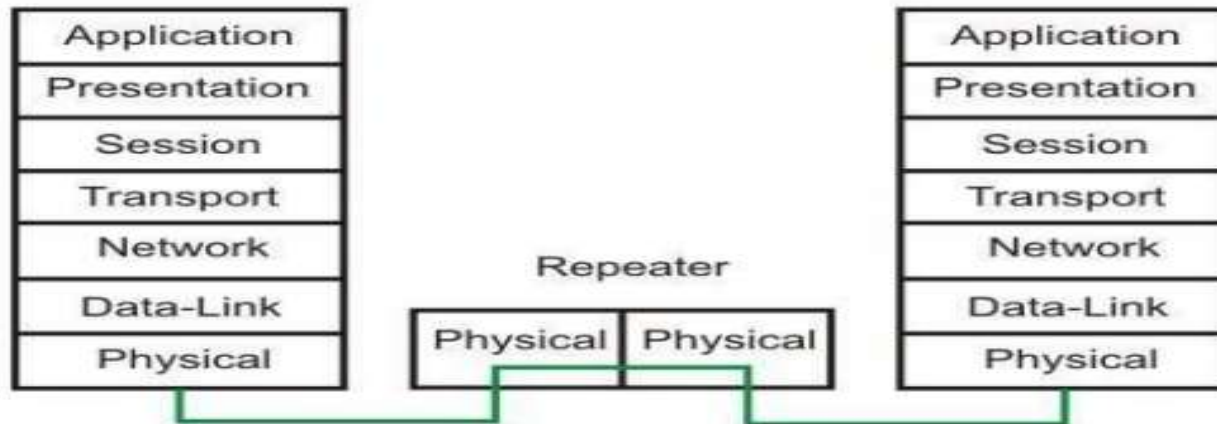 Application
Presentation
Session
Transport
Network
Data-Link
Physical
Repeater
Physical Physical
Application
Presentation
Session
Transport
Network
Data-Link
Physical